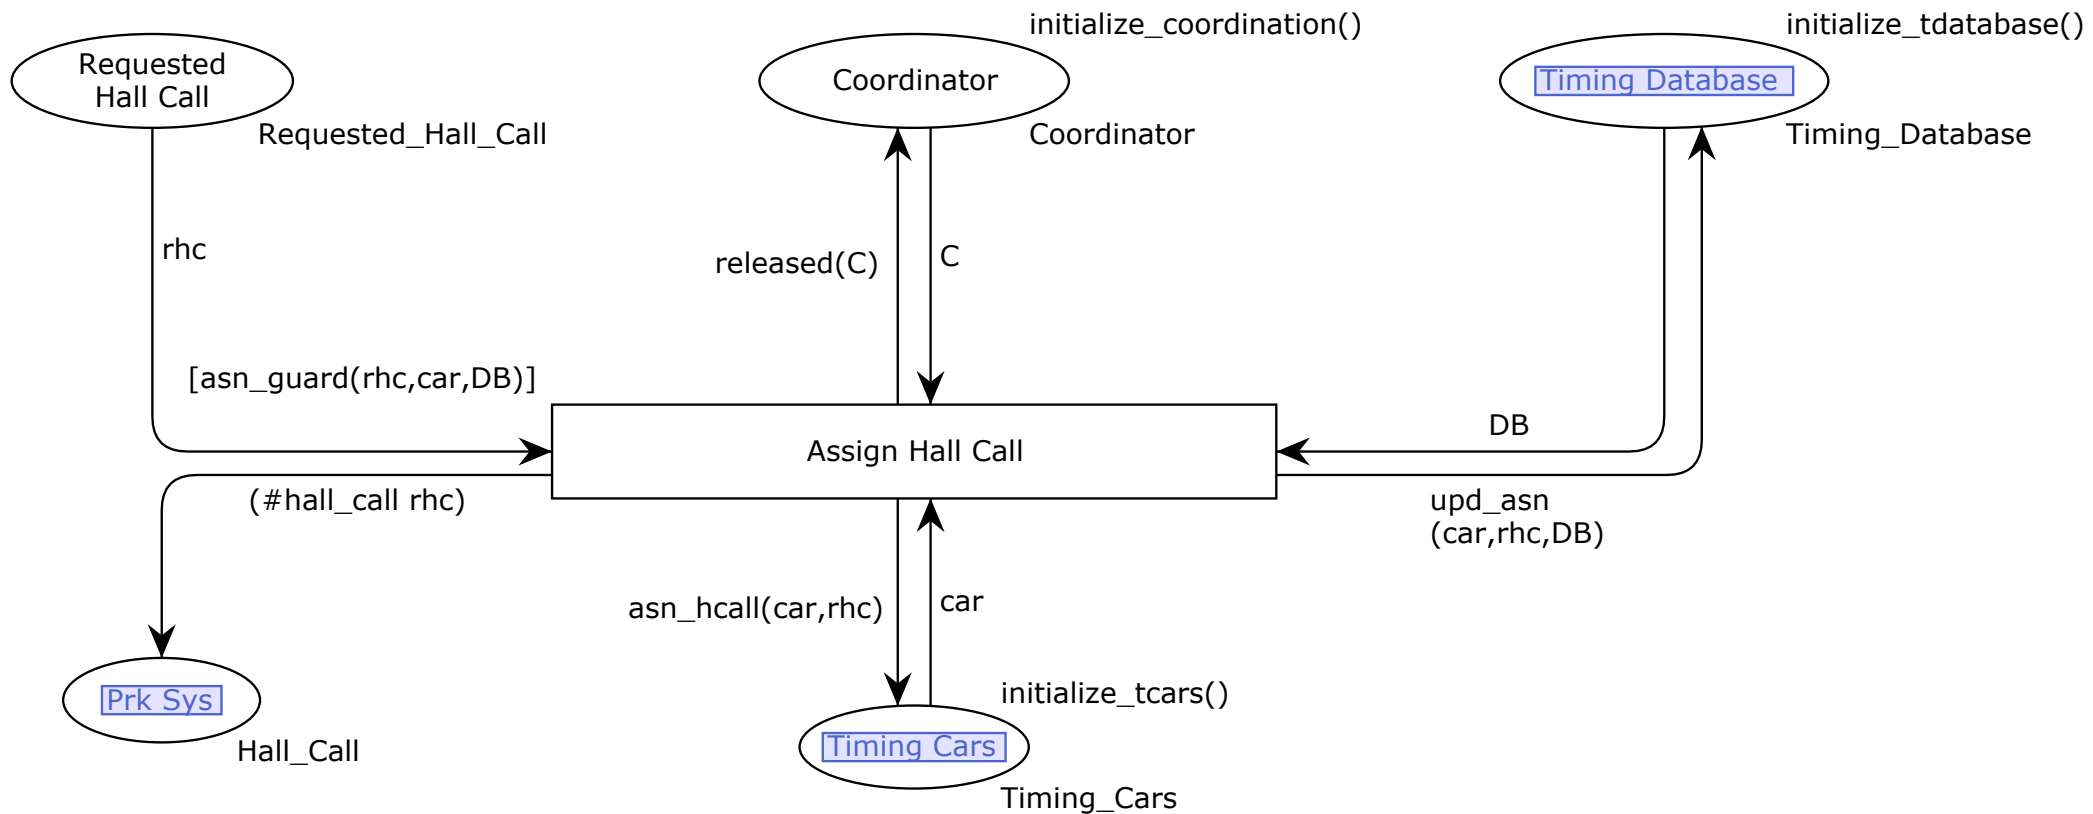 initialize_coordination()
initialize_tdatabase()
Requested
Hall Call
Coordinator
Timing Database
Requested_Hall_Call
Coordinator
Timing_Database
rhc
released(C)
C
[asn_guard(rhc,car,DB)]
DB
Assign Hall Call
(#hall_call rhc)
upd_asn
(car,rhc,DB)
asn_hcall(car,rhc)
car
initialize_tcars()
Prk Sys
Hall_Call
Timing Cars
Timing_Cars